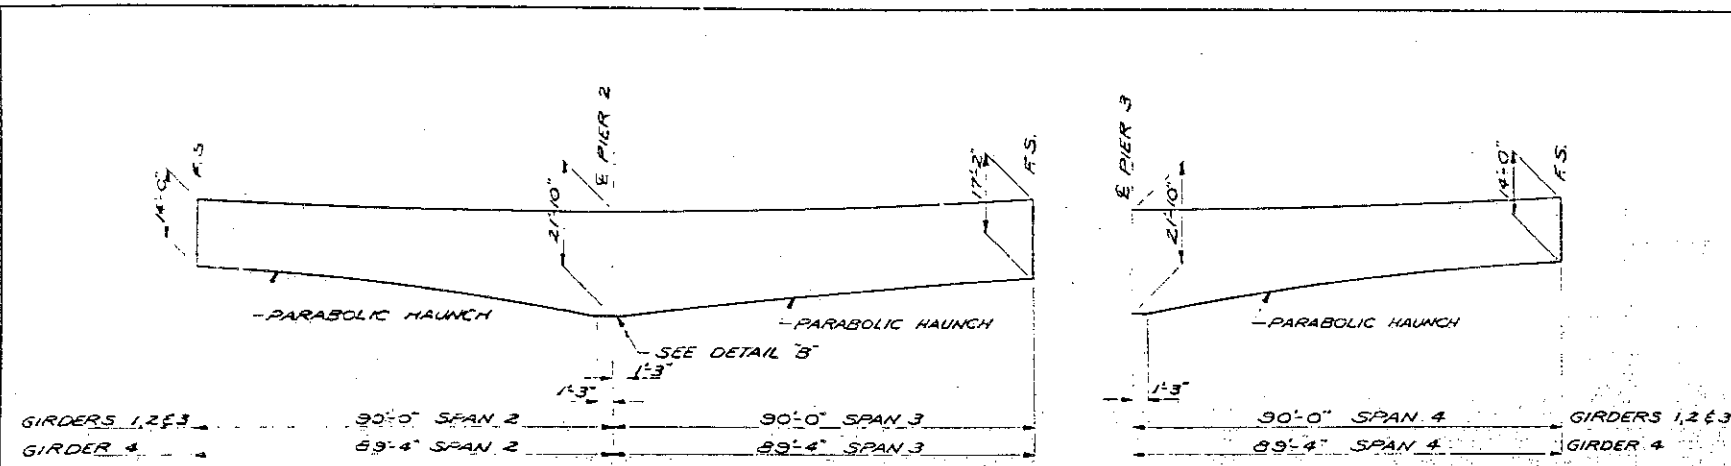 F.S
14'-0"
℄ PIER 2
21'-10"
17'-2"
F.S.
℄ PIER 3
21'-10"
14'-0"
F.S.
PARABOLIC HAUNCH
PARABOLIC HAUNCH
PARABOLIC HAUNCH
SEE DETAIL "B"
1'-3"
1'-3"
1'-3"
GIRDERS 1,2&3 90'-0" SPAN 2 90'-0" SPAN 3 90'-0" SPAN 4 GIRDERS 1,2&3
GIRDER 4 89'-4" SPAN 2 89'-4" SPAN 3 89'-4" SPAN 4 GIRDER 4